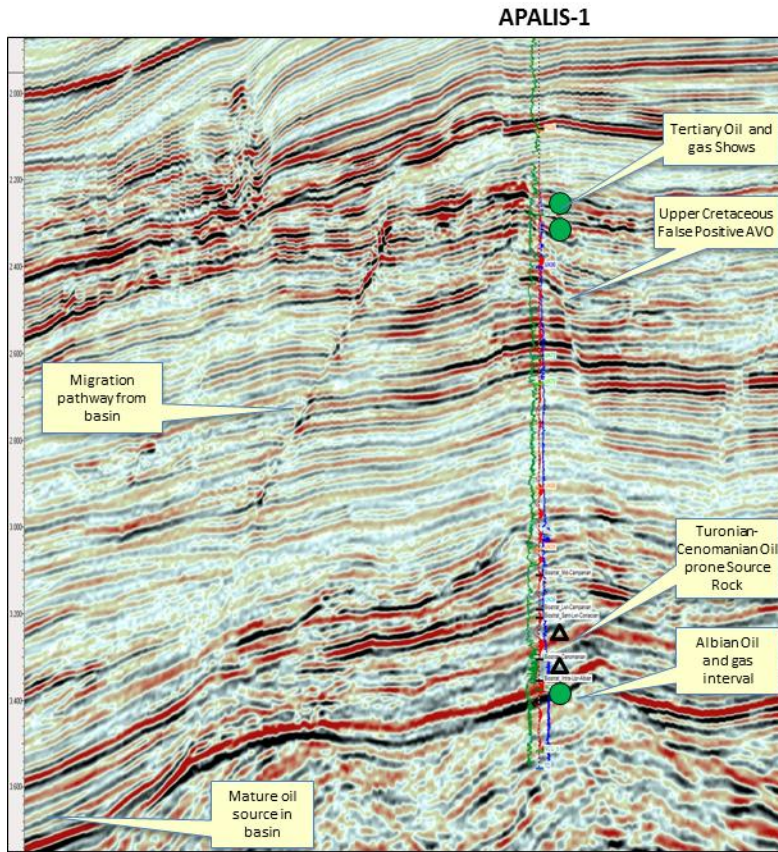 APALIS-1
Tertiary Oil and
gas Shows
Upper Cretaceous
False Positive AVO
Migration
pathway from
basin
Turonian-
Cenomanian Oil
prone Source
Rock
Albian Oil
and gas
interval
Mature oil
source in
basin
2.000
2.200
2.400
2.600
2.800
3.000
3.200
3.400
3.600